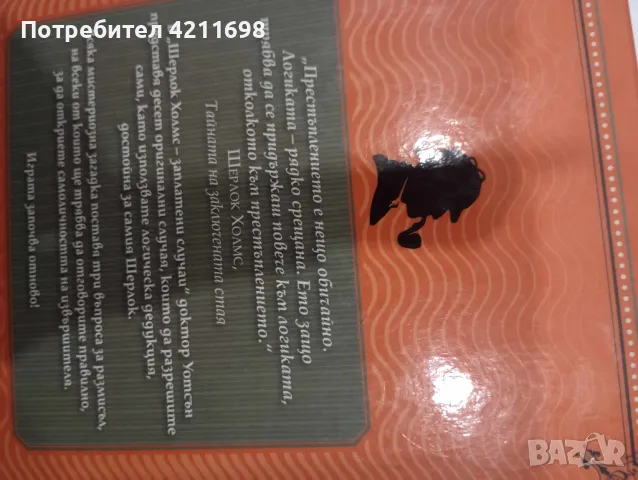 Потребител 4211698
„Престъплението е нещо обичайно.
Логиката – рядко срещана. Ето защо
трябва да се придържаш повече към логиката,
отколкото към престъплението.“
Шерлок Холмс,
Тайната на заключената стая
„Шерлок Холмс – заплетени случаи“ доктор Уотсън
представя десет оригинални случая, които да разрешите
сами, като използвате логическа дедукция,
достойна за самия Шерлок.
всяка мистериозна загадка поставя три въпроса за размисъл,
на всеки от които ще трябва да отговорите правилно,
за да откриете самоличността на извършителя.
Играта започва отново!
BAZAR
bg